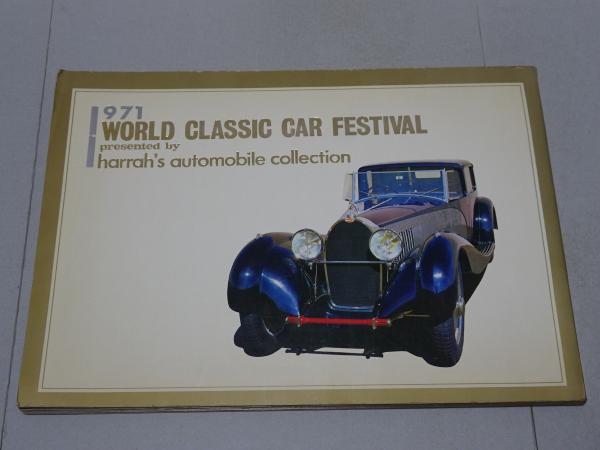 1971
WORLD CLASSIC CAR FESTIVAL
presented by
harrah's automobile collection